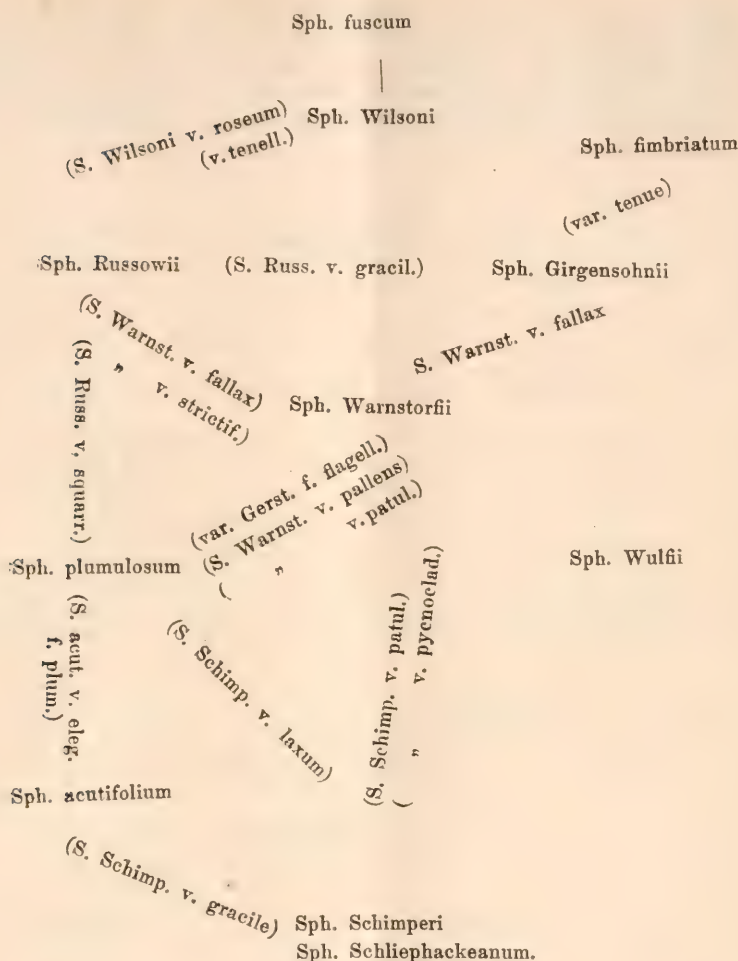 Sph. fuscum
(S. Wilsoni v. roseum)
(v. tenell.)
Sph. Wilsoni
Sph. fimbriatum
(var. tenue)
Sph. Russowii
(S. Russ. v. gracil.)
Sph. Girgensohnii
(S. Warnst. v. fallax)
„ v. strictif.)
S. Warnst. v. fallax
(S. Russ. v, squarr.)
Sph. Warnstorfii
(var. Gerst. f. flagell.)
(S. Warnst. v. pallens)
( „ v. patul.)
Sph. plumulosum
Sph. Wulfii
(S. acut. v. eleg.
f. plum.)
(S. Schimp. v. laxum)
(S. Schimp. v. patul.)
( „ v. pycnoclad.)
Sph. acutifolium
(S. Schimp. v. gracile)
Sph. Schimperi
Sph. Schliephackeanum.